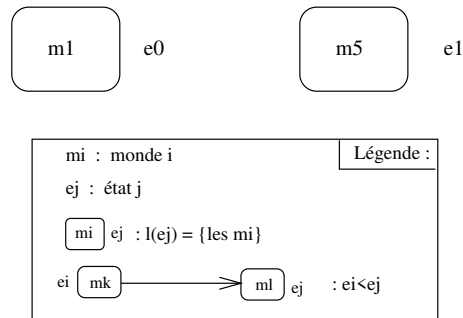 m1 e0 m5 e1
Légende :
mi : monde i
ej : état j
mi ej : l(ej) = {les mi}
ei mk ml ej : ei<ej